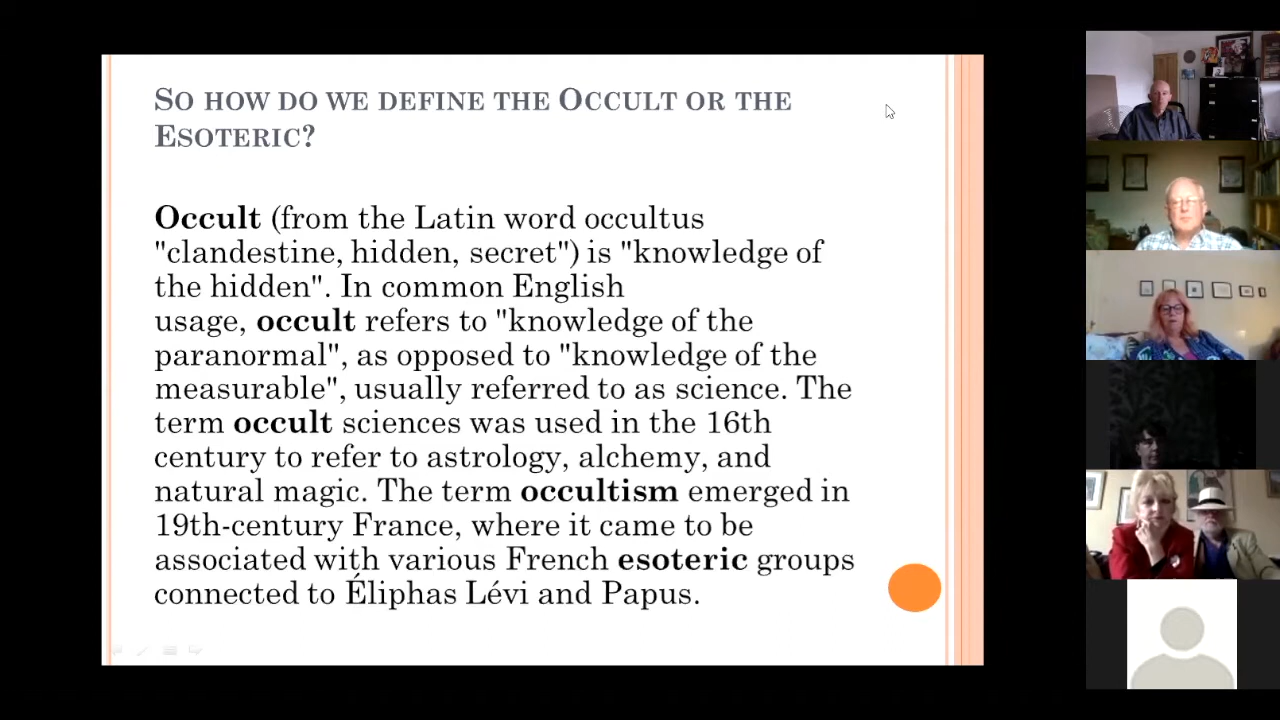 So how do we define the Occult or the
Esoteric?
Occult (from the Latin word occultus
"clandestine, hidden, secret") is "knowledge of
the hidden". In common English
usage, occult refers to "knowledge of the
paranormal", as opposed to "knowledge of the
measurable", usually referred to as science. The
term occult sciences was used in the 16th
century to refer to astrology, alchemy, and
natural magic. The term occultism emerged in
19th-century France, where it came to be
associated with various French esoteric groups
connected to Éliphas Lévi and Papus.